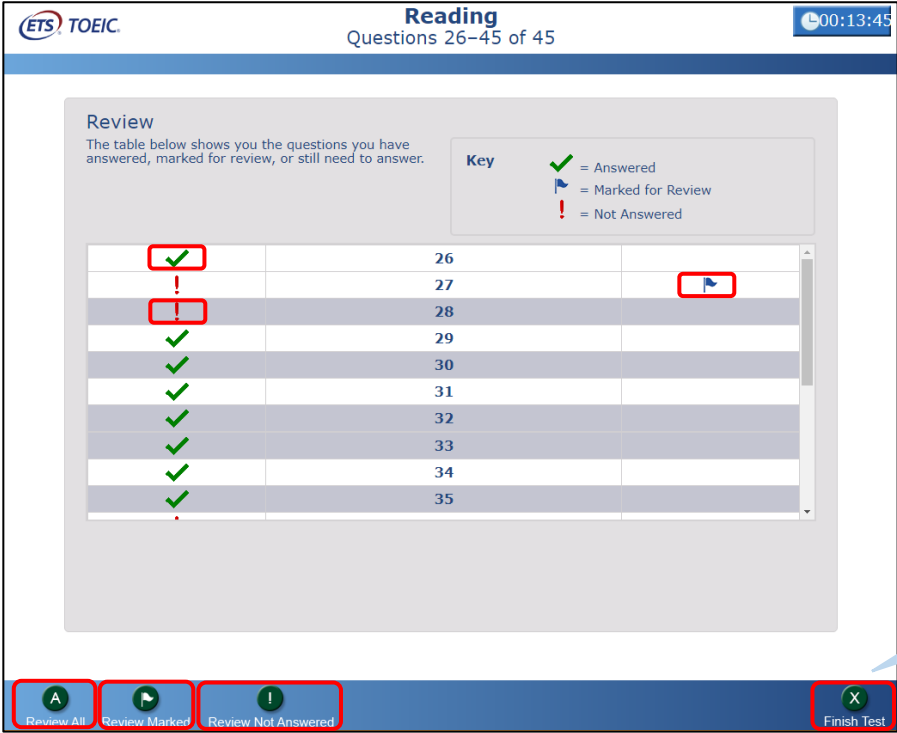 ETS TOEIC.
Reading
Questions 26–45 of 45
00:13:45
Review
The table below shows you the questions you have
answered, marked for review, or still need to answer.
Key
= Answered
= Marked for Review
= Not Answered
26
27
28
29
30
31
32
33
34
35
A
Review All
Review Marked
!
Review Not Answered
X
Finish Test